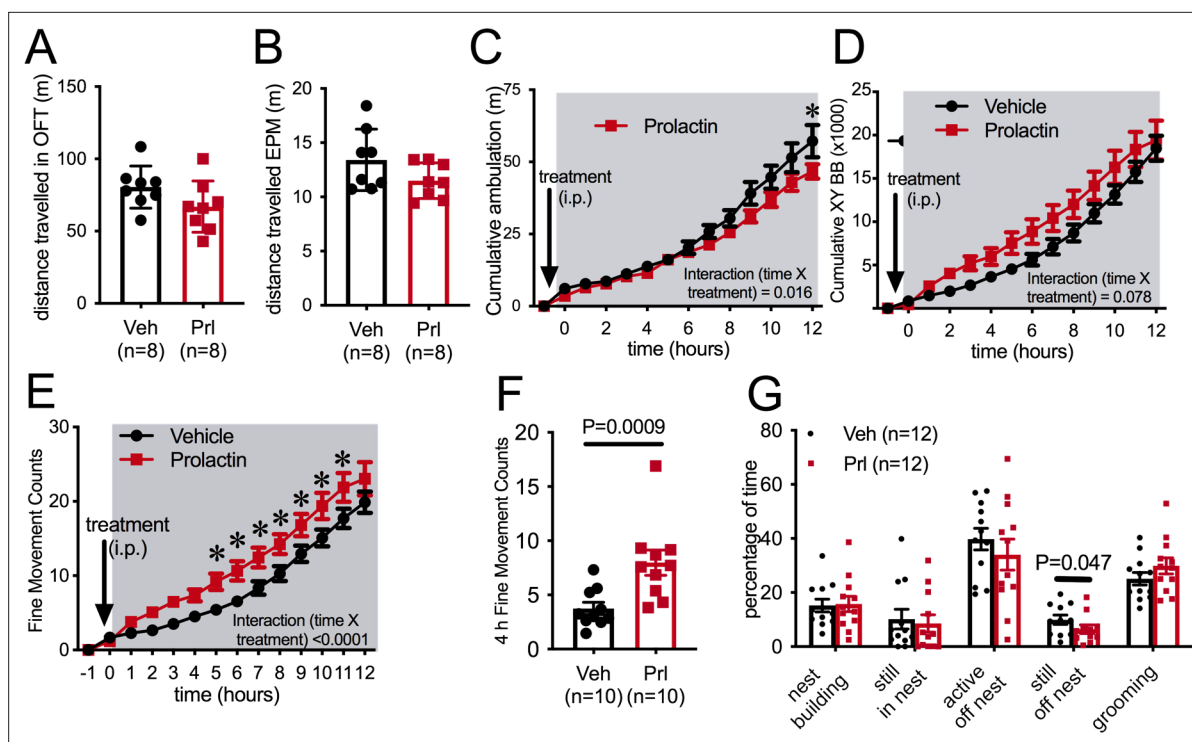 A
distance travelled in OFT (m)
150
100
50
0
Veh
(n=8)
Prl
(n=8)
B
distance travelled EPM (m)
20
15
10
5
0
Veh
(n=8)
Prl
(n=8)
C
Cumulative ambulation (m)
75
50
25
0
Prolactin
treatment
(i.p.)
*
Interaction (time X
treatment) = 0.016
0 2 4 6 8 10 12
time (hours)
D
Cumulative XY BB (x1000)
25
20
15
10
5
0
Vehicle
Prolactin
treatment
(i.p.)
Interaction (time X
treatment) = 0.078
0 2 4 6 8 10 12
time (hours)
E
Fine Movement Counts
30
20
10
0
Vehicle
Prolactin
treatment
(i.p.)
* * * * * * *
Interaction (time X
treatment) <0.0001
-1 0 1 2 3 4 5 6 7 8 9 10 11 12
time (hours)
F
4 h Fine Movement Counts
20
15
10
5
0
P=0.0009
Veh
(n=10)
Prl
(n=10)
G
percentage of time
80
60
40
20
0
Veh (n=12)
Prl (n=12)
P=0.047
nest
building
still
in nest
active
off nest
still
off nest
grooming